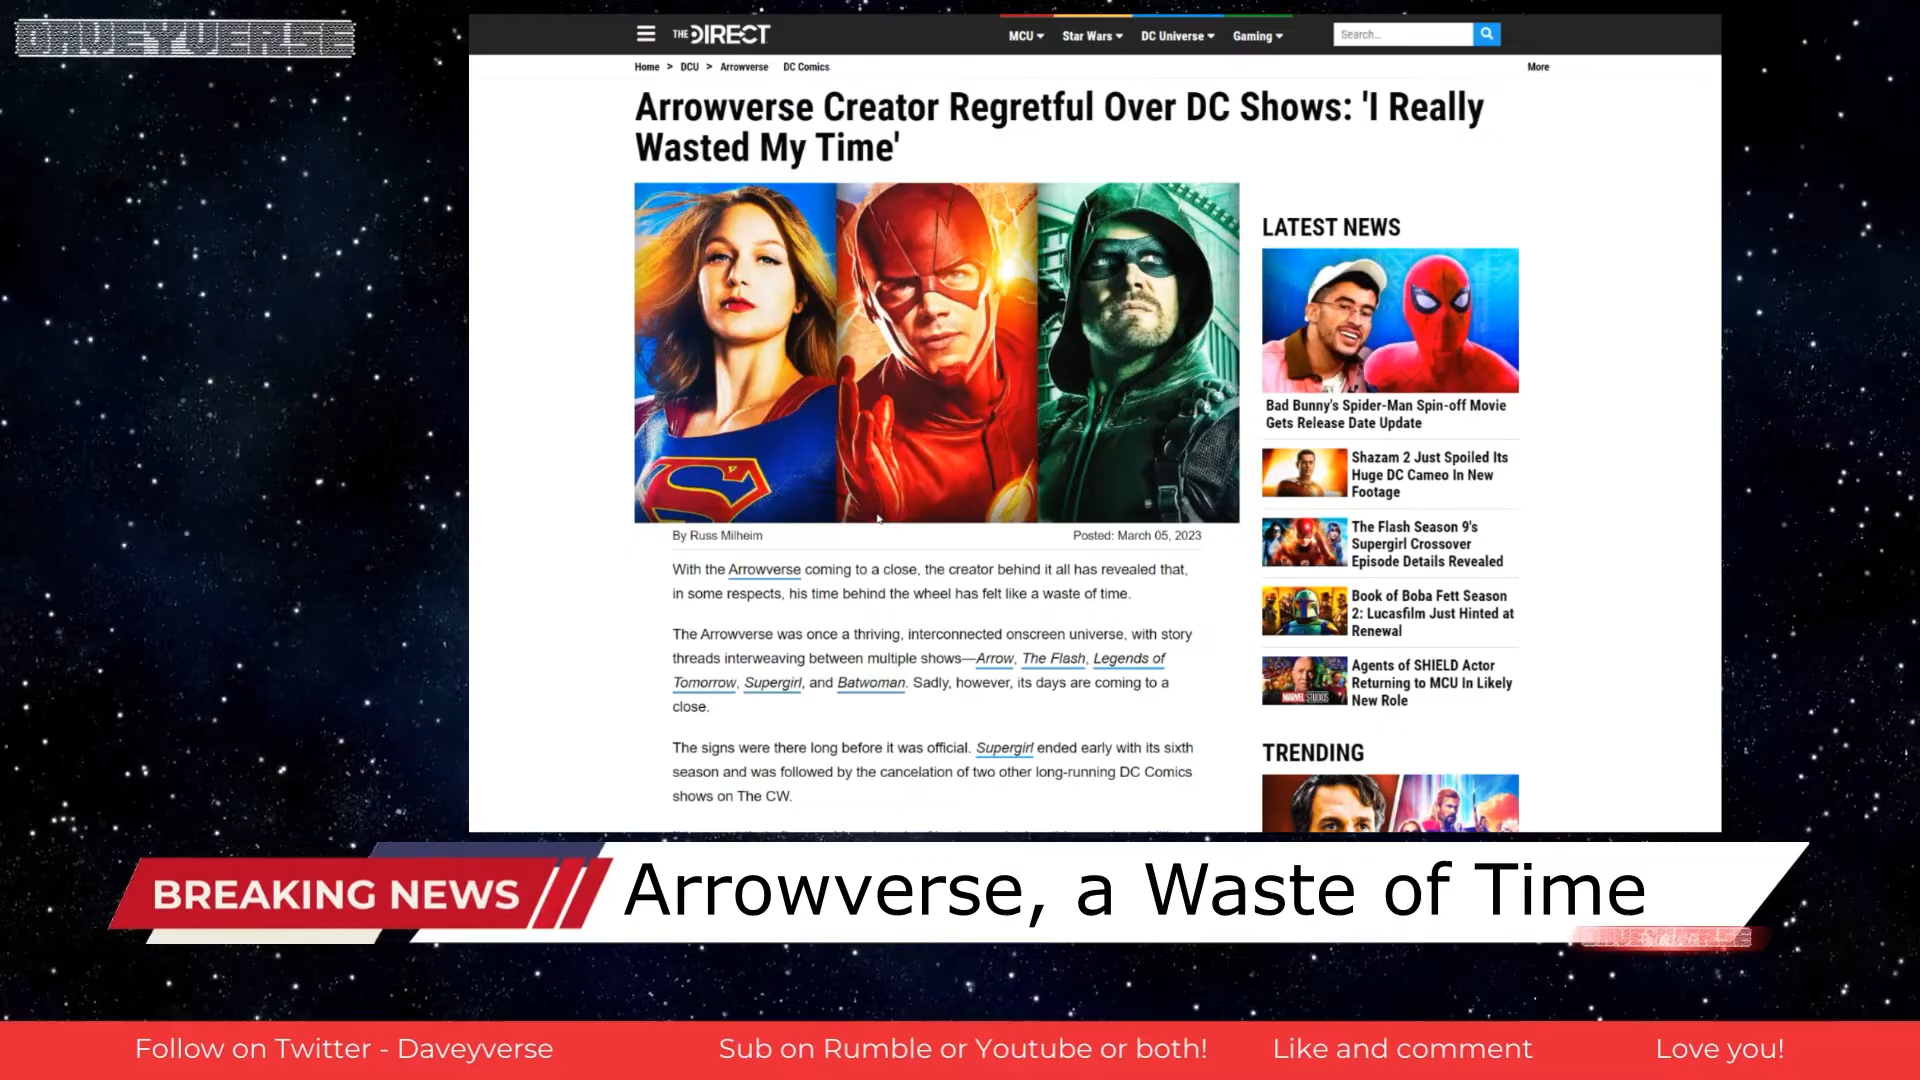 DAVEYVERSE
THE DIRECT
MCU Star Wars DC Universe Gaming
Search...
Home > DCU > Arrowverse DC Comics
More
Arrowverse Creator Regretful Over DC Shows: 'I Really
Wasted My Time'
By Russ Milheim
Posted: March 05, 2023
With the Arrowverse coming to a close, the creator behind it all has revealed that,
in some respects, his time behind the wheel has felt like a waste of time.
The Arrowverse was once a thriving, interconnected onscreen universe, with story
threads interweaving between multiple shows—Arrow, The Flash, Legends of
Tomorrow, Supergirl, and Batwoman. Sadly, however, its days are coming to a
close.
The signs were there long before it was official. Supergirl ended early with its sixth
season and was followed by the cancelation of two other long-running DC Comics
shows on The CW.
LATEST NEWS
Bad Bunny's Spider-Man Spin-off Movie
Gets Release Date Update
Shazam 2 Just Spoiled Its
Huge DC Cameo In New
Footage
The Flash Season 9's
Supergirl Crossover
Episode Details Revealed
Book of Boba Fett Season
2: Lucasfilm Just Hinted at
Renewal
MARVEL STUDIOS
Agents of SHIELD Actor
Returning to MCU In Likely
New Role
TRENDING
BREAKING NEWS
Arrowverse, a Waste of Time
Follow on Twitter - Daveyverse
Sub on Rumble or Youtube or both!
Like and comment
Love you!